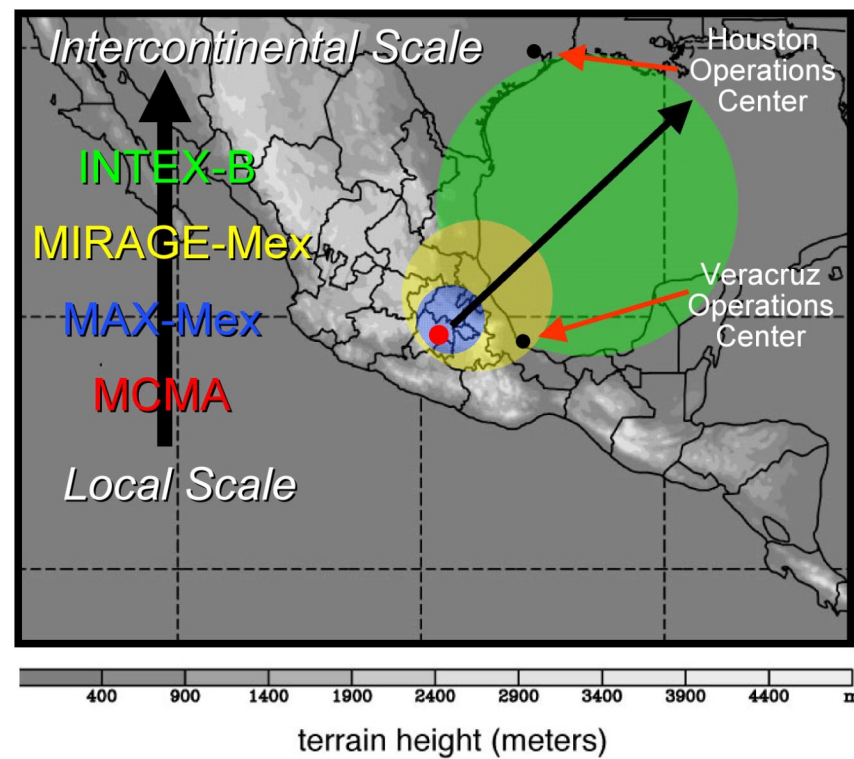 Intercontinental Scale
Houston
Operations
Center
INTEX-B
MIRAGE-Mex
Veracruz
Operations
Center
MAX-Mex
MCMA
Local Scale
400 900 1400 1900 2400 2900 3400 3900 4400 m
terrain height (meters)